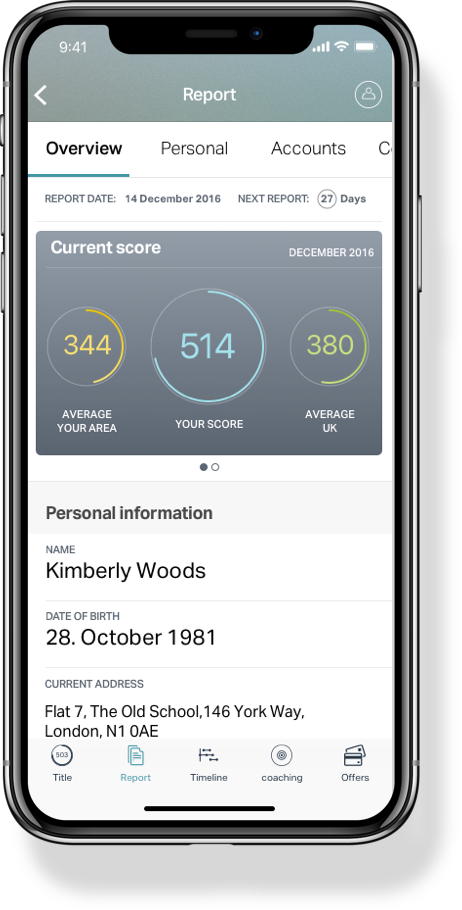 9:41
Report
Overview Personal Accounts C
REPORT DATE: 14 December 2016 NEXT REPORT: 27 Days
Current score
DECEMBER 2016
344 514 380
AVERAGE
YOUR AREA
YOUR SCORE
AVERAGE
UK
Personal information
NAME
Kimberly Woods
DATE OF BIRTH
28. October 1981
CURRENT ADDRESS
Flat 7, The Old School,146 York Way,
London, N1 0AE
503
Title Report Timeline coaching Offers